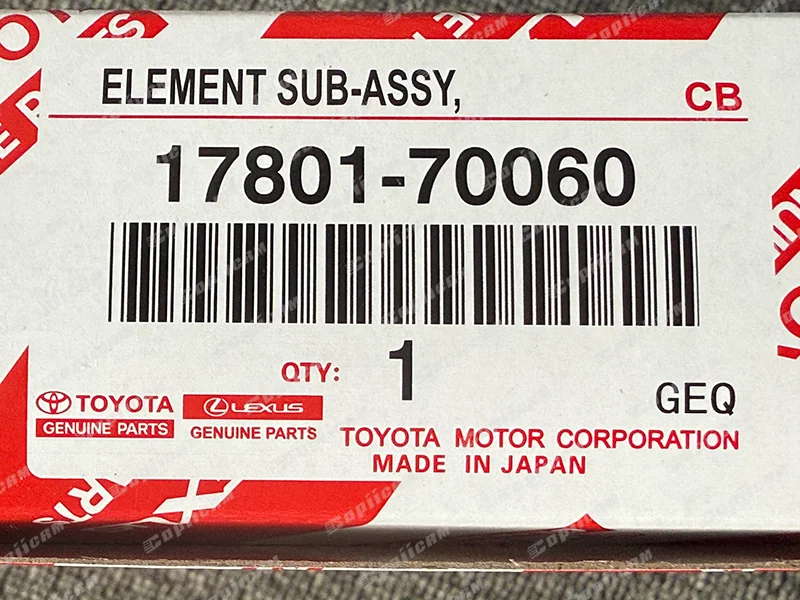 ELEMENT SUB-ASSY,
CB
17801-70060
QTY: 1
TOYOTA
GENUINE PARTS
LEXUS
GENUINE PARTS
GEQ
TOYOTA MOTOR CORPORATION
MADE IN JAPAN
CopiiCAM